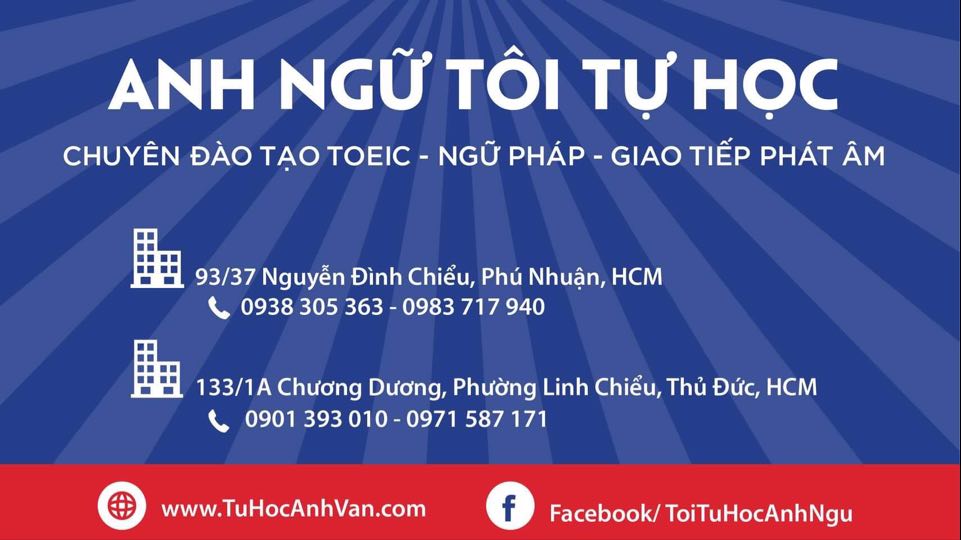 ANH NGỮ TÔI TỰ HỌC
CHUYÊN ĐÀO TẠO TOEIC - NGỮ PHÁP - GIAO TIẾP PHÁT ÂM
93/37 Nguyễn Đình Chiểu, Phú Nhuận, HCM
0938 305 363 - 0983 717 940
133/1A Chương Dương, Phường Linh Chiểu, Thủ Đức, HCM
0901 393 010 - 0971 587 171
www.TuHocAnhVan.com
Facebook/ ToiTuHocAnhNgu